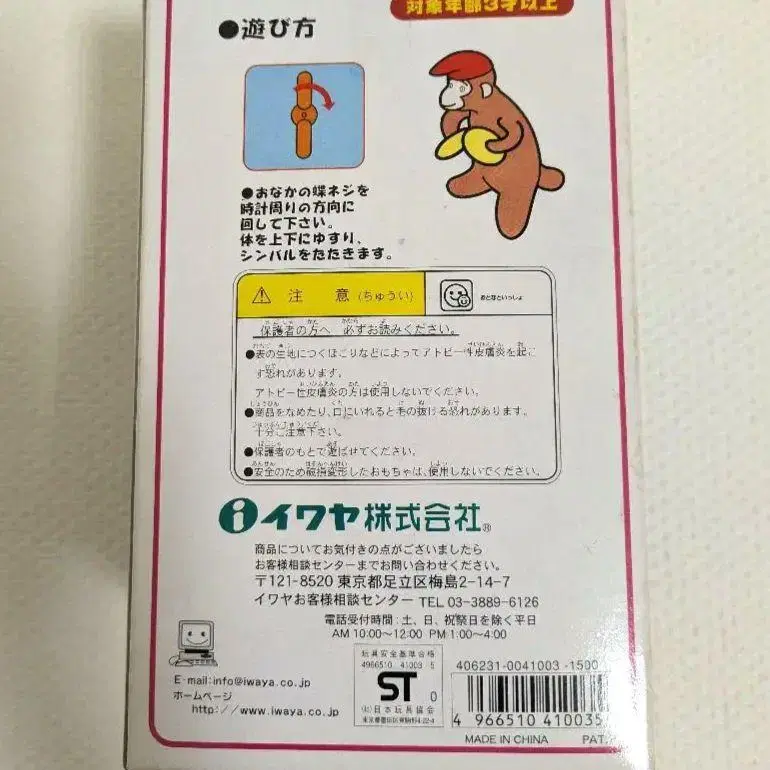 対象年齢3才以上
●遊び方
●おなかの蝶ネジを
時計周りの方向に
回して下さい。
体を上下にゆすり、
シンバルをたたきます。
注 意 (ちゅうい)
おとなといっしょ
保護者の方へ 必ずお読みください。
●表の生地につくほこりなどによってアトピー性皮膚炎を起こ
す恐れがあります。
アトピー性皮膚炎の方は使用しないでください。
●商品をなめたり、口にいれると毛の抜ける恐れがあります。
十分ご注意下さい。
●保護者のもとで遊ばせてください。
●安全のため破損変形したおもちゃは、使用しないでください。
イワヤ株式会社®
商品についてお気付きの点がございましたら
お客様相談センターまでお問い合わせください。
〒121-8520 東京都足立区梅島2-14-7
イワヤお客様相談センター TEL 03-3889-6126
電話受付時間:土、日、祝祭日を除く平日
AM 10:00~12:00 PM 1:00~4:00
E-mail:info@iwaya.co.jp
ホームページ
http://www.iwaya.co.jp
玩具安全基準合格
4966510 41003 5
ST 0
(社)日本玩具協会
406231-0041003-1500
4 966510 410035
MADE IN CHINA PAT.